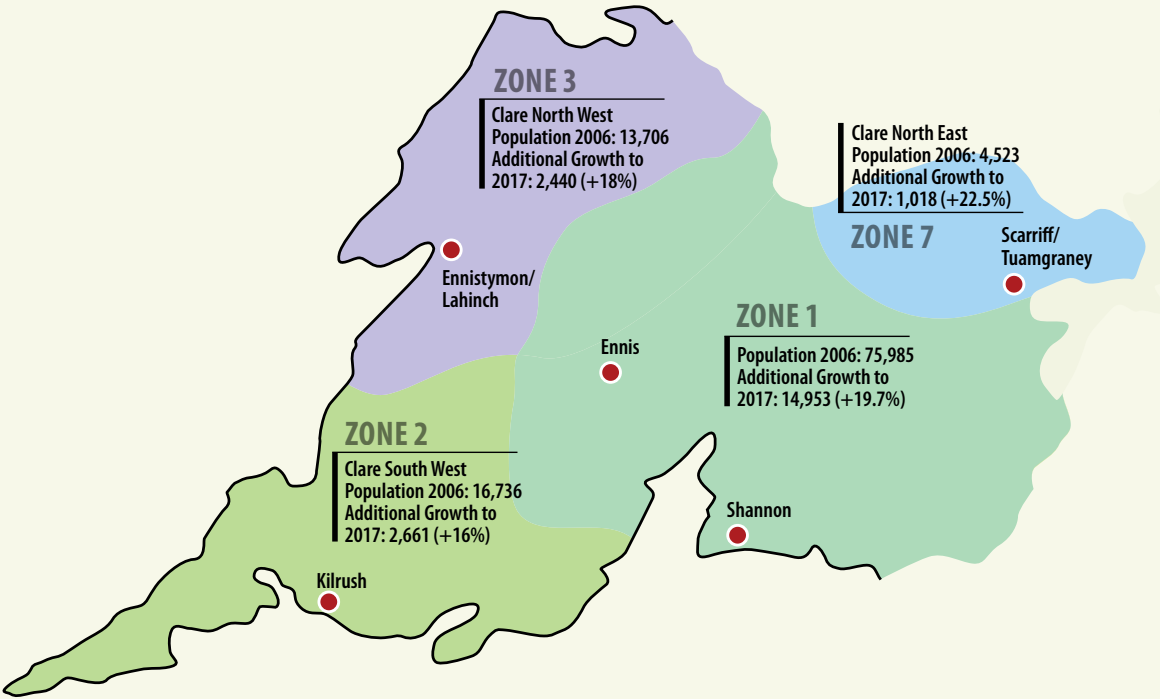 ZONE 3
Clare North West
Population 2006: 13,706
Additional Growth to
2017: 2,440 (+18%)
Clare North East
Population 2006: 4,523
Additional Growth to
2017: 1,018 (+22.5%)
ZONE 7
Scarriff/
Tuamgraney
Ennistymon/
Lahinch
ZONE 1
Population 2006: 75,985
Additional Growth to
2017: 14,953 (+19.7%)
Ennis
ZONE 2
Clare South West
Population 2006: 16,736
Additional Growth to
2017: 2,661 (+16%)
Shannon
Kilrush